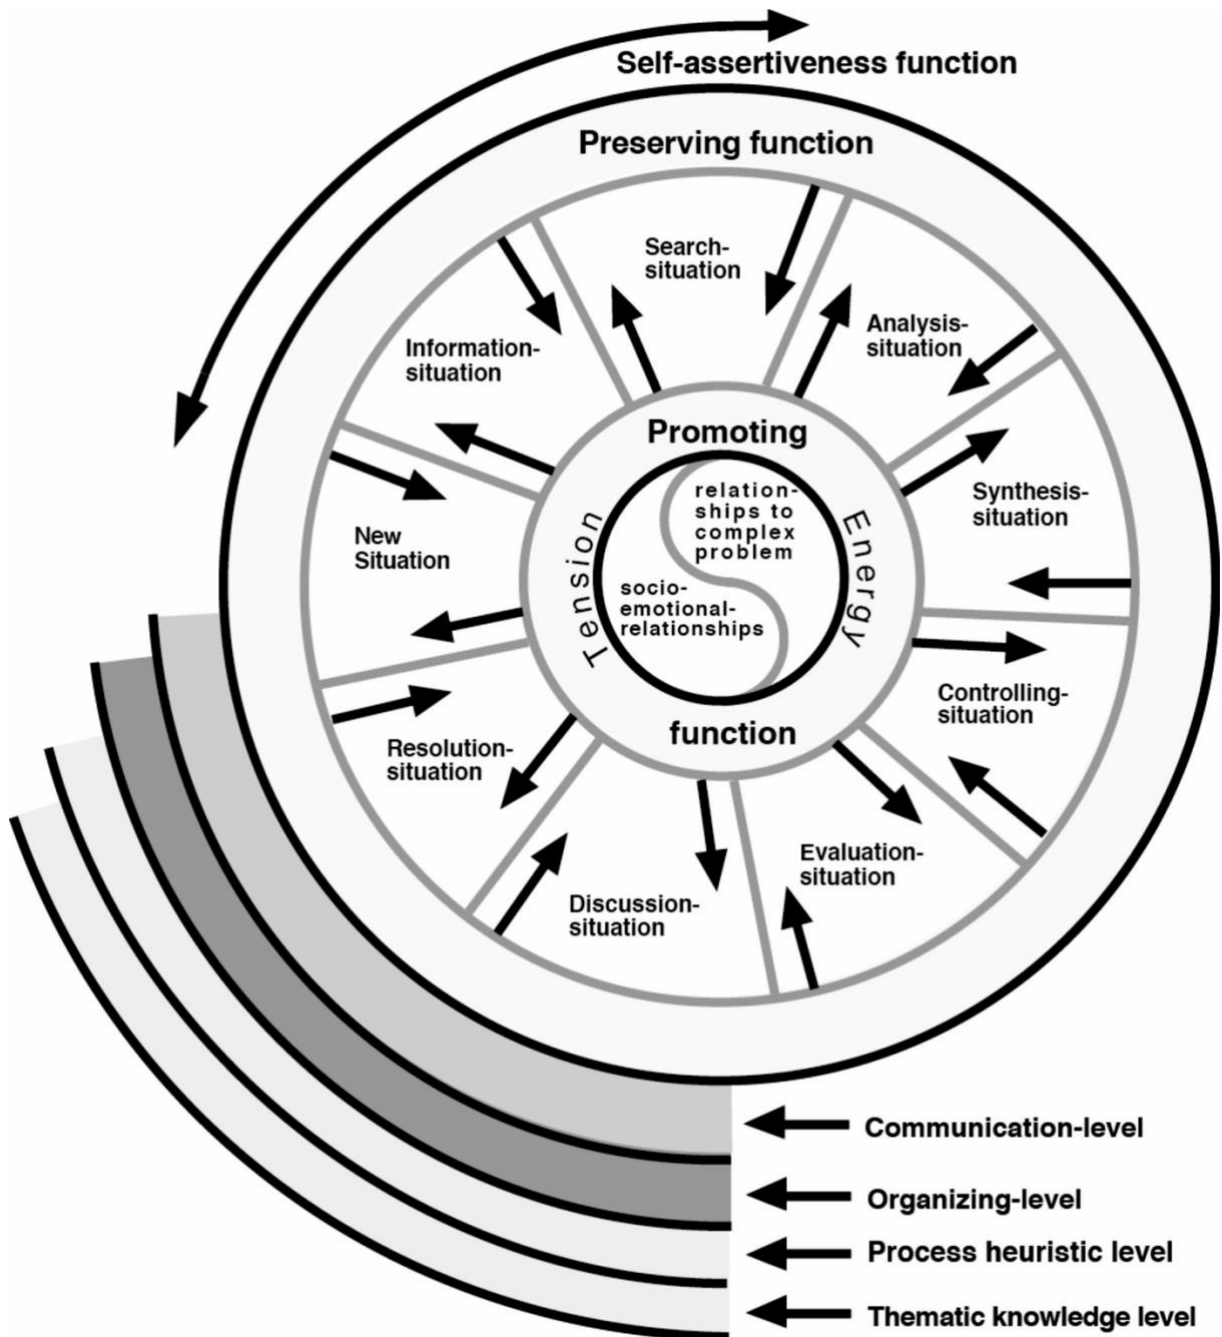 Self-assertiveness function
Preserving function
Search-
situation
Analysis-
situation
Information-
situation
Promoting
Synthesis-
situation
relation-
ships to
complex
problem
Tension
Energy
New
Situation
socio-
emotional-
relationships
Controlling-
situation
function
Resolution-
situation
Evaluation-
situation
Discussion-
situation
Communication-level
Organizing-level
Process heuristic level
Thematic knowledge level